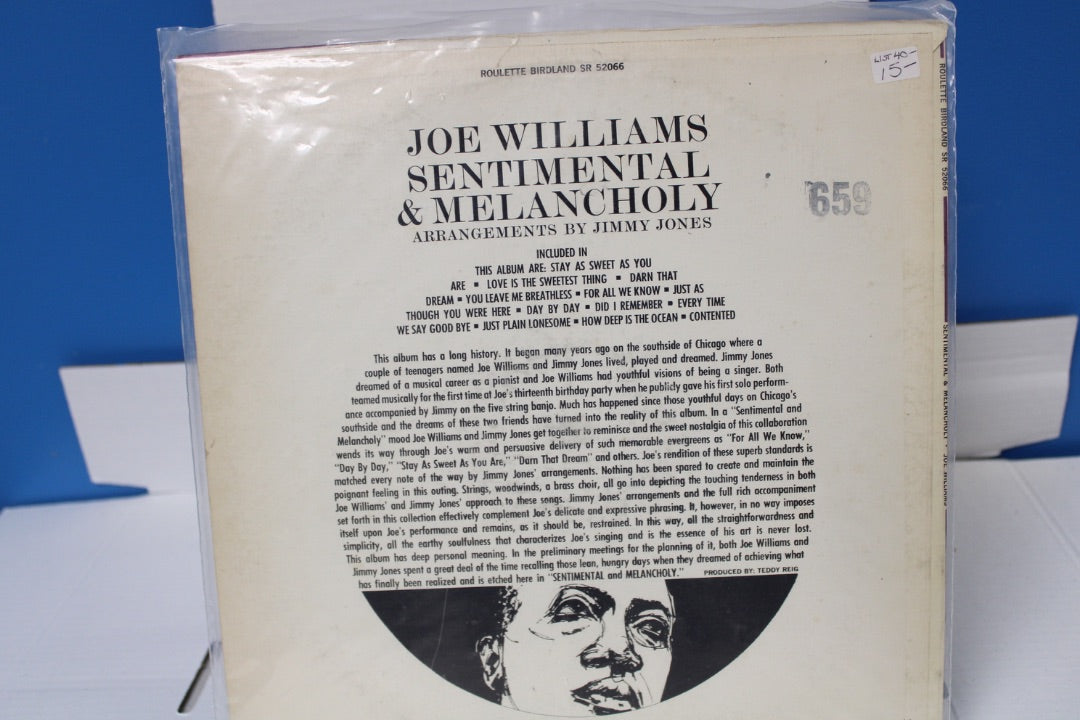 ROULETTE BIRDLAND SR 52066
LIST 40-
15-
JOE WILLIAMS
SENTIMENTAL
& MELANCHOLY
ARRANGEMENTS BY JIMMY JONES
659
INCLUDED IN
THIS ALBUM ARE: STAY AS SWEET AS YOU
ARE ▪ LOVE IS THE SWEETEST THING ▪ DARN THAT
DREAM ▪ YOU LEAVE ME BREATHLESS ▪ FOR ALL WE KNOW ▪ JUST AS
THOUGH YOU WERE HERE ▪ DAY BY DAY ▪ DID I REMEMBER ▪ EVERY TIME
WE SAY GOOD BYE ▪ JUST PLAIN LONESOME ▪ HOW DEEP IS THE OCEAN ▪ CONTENTED
This album has a long history. It began many years ago on the southside of Chicago where a
couple of teenagers named Joe Williams and Jimmy Jones lived, played and dreamed. Jimmy Jones
dreamed of a musical career as a pianist and Joe Williams had youthful visions of being a singer. Both
teamed musically for the first time at Joe's thirteenth birthday party when he publicly gave his first solo perform-
ance accompanied by Jimmy on the five string banjo. Much has happened since those youthful days on Chicago's
southside and the dreams of these two friends have turned into the reality of this album. In a "Sentimental and
Melancholy" mood Joe Williams and Jimmy Jones get together to reminisce and the sweet nostalgia of this collaboration
wends its way through Joe's warm and persuasive delivery of such memorable evergreens as "For All We Know,"
"Day By Day," "Stay As Sweet As You Are," "Darn That Dream" and others. Joe's rendition of these superb standards is
matched every note of the way by Jimmy Jones' arrangements. Nothing has been spared to create and maintain the
poignant feeling in this outing. Strings, woodwinds, a brass choir, all go into depicting the touching tenderness in both
Joe Williams' and Jimmy Jones' approach to these songs. Jimmy Jones' arrangements and the full rich accompaniment
set forth in this collection effectively complement Joe's delicate and expressive phrasing. It, however, in no way imposes
itself upon Joe's performance and remains, as it should be, restrained. In this way, all the straightforwardness and
simplicity, all the earthy soulfulness that characterizes Joe's singing and is the essence of his art is never lost.
This album has deep personal meaning. In the preliminary meetings for the planning of it, both Joe Williams and
Jimmy Jones spent a great deal of the time recalling those lean, hungry days when they dreamed of achieving what
has finally been realized and is etched here in "SENTIMENTAL and MELANCHOLY."
PRODUCED BY: TEDDY REIG
ROULETTE BIRDLAND SR 52066
SENTIMENTAL & MELANCHOLY · JOE WILLIAMS